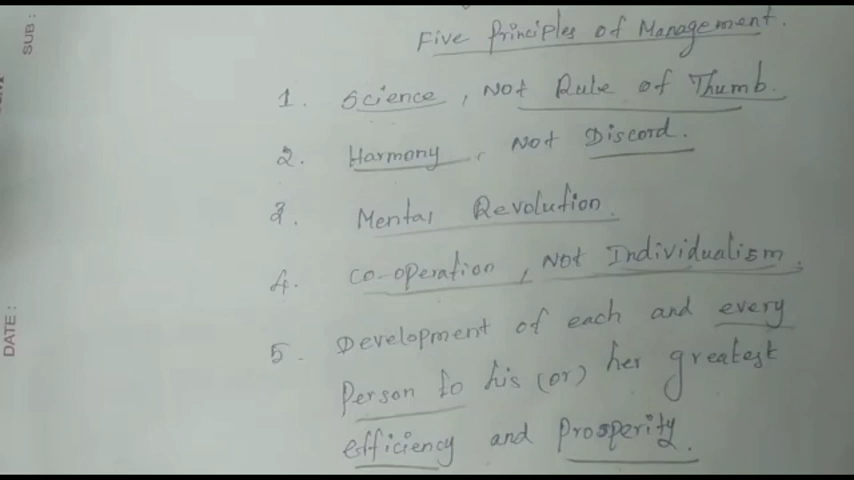 SUB :
DATE :
Five Principles of Management.
1. Science, Not Rule of Thumb.
2. Harmony, Not Discord.
3. Mental Revolution.
4. Co-operation, Not Individualism.
5. Development of each and every
Person to his (or) her greatest
efficiency and Prosperity.